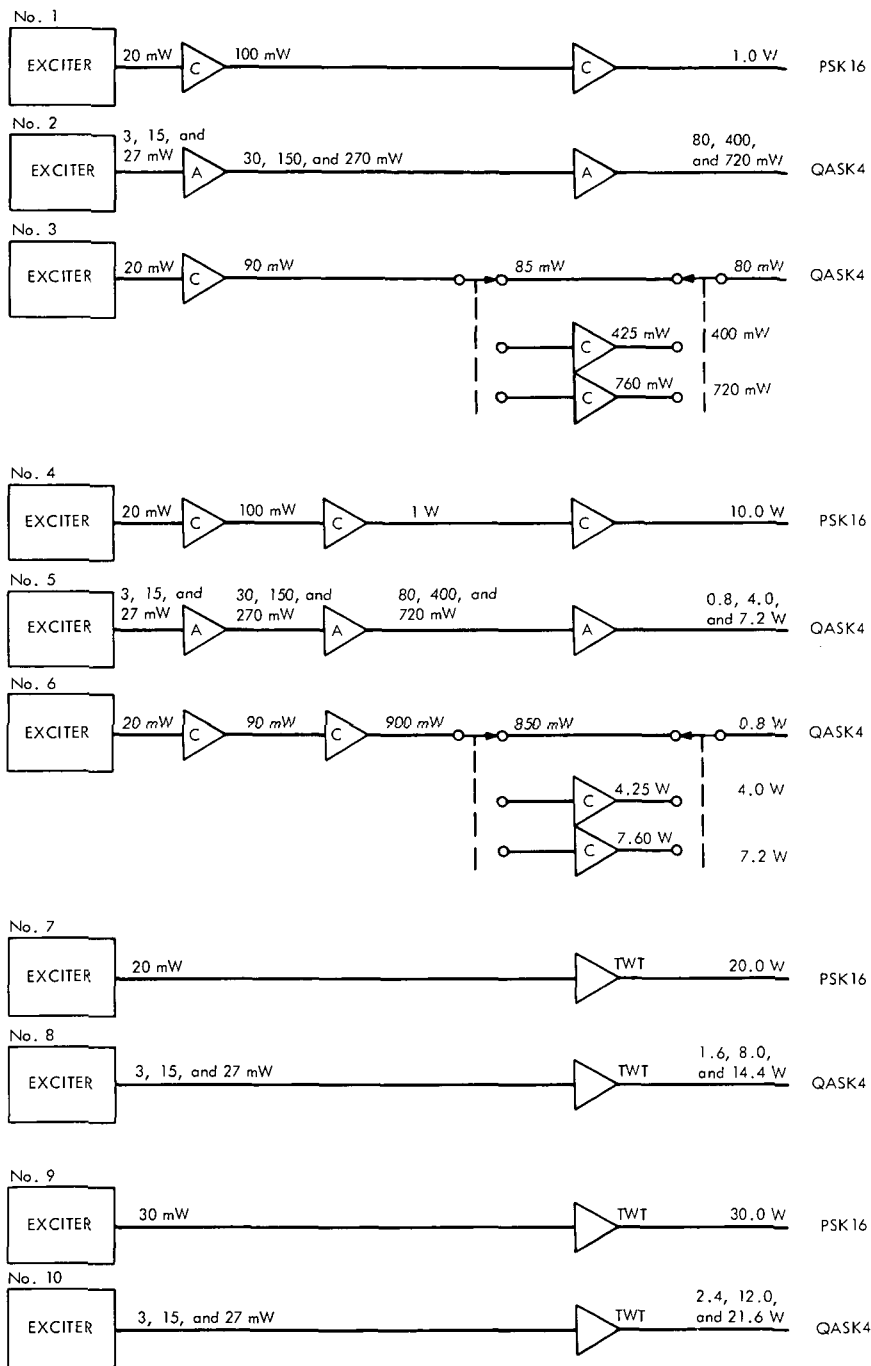 No. 1
EXCITER
20 mW
C
100 mW
C
1.0 W
PSK16
No. 2
EXCITER
3, 15, and
27 mW
A
30, 150, and 270 mW
A
80, 400,
and 720 mW
QASK4
No. 3
EXCITER
20 mW
C
90 mW
85 mW
80 mW
QASK4
C
425 mW
400 mW
C
760 mW
720 mW
No. 4
EXCITER
20 mW
C
100 mW
C
1 W
C
10.0 W
PSK16
No. 5
EXCITER
3, 15, and
27 mW
A
30, 150, and
270 mW
A
80, 400, and
720 mW
A
0.8, 4.0,
and 7.2 W
QASK4
No. 6
EXCITER
20 mW
C
90 mW
C
900 mW
850 mW
0.8 W
QASK4
C
4.25 W
4.0 W
C
7.60 W
7.2 W
No. 7
EXCITER
20 mW
TWT
20.0 W
PSK16
No. 8
EXCITER
3, 15, and 27 mW
TWT
1.6, 8.0,
and 14.4 W
QASK4
No. 9
EXCITER
30 mW
TWT
30.0 W
PSK16
No. 10
EXCITER
3, 15, and 27 mW
TWT
2.4, 12.0,
and 21.6 W
QASK4